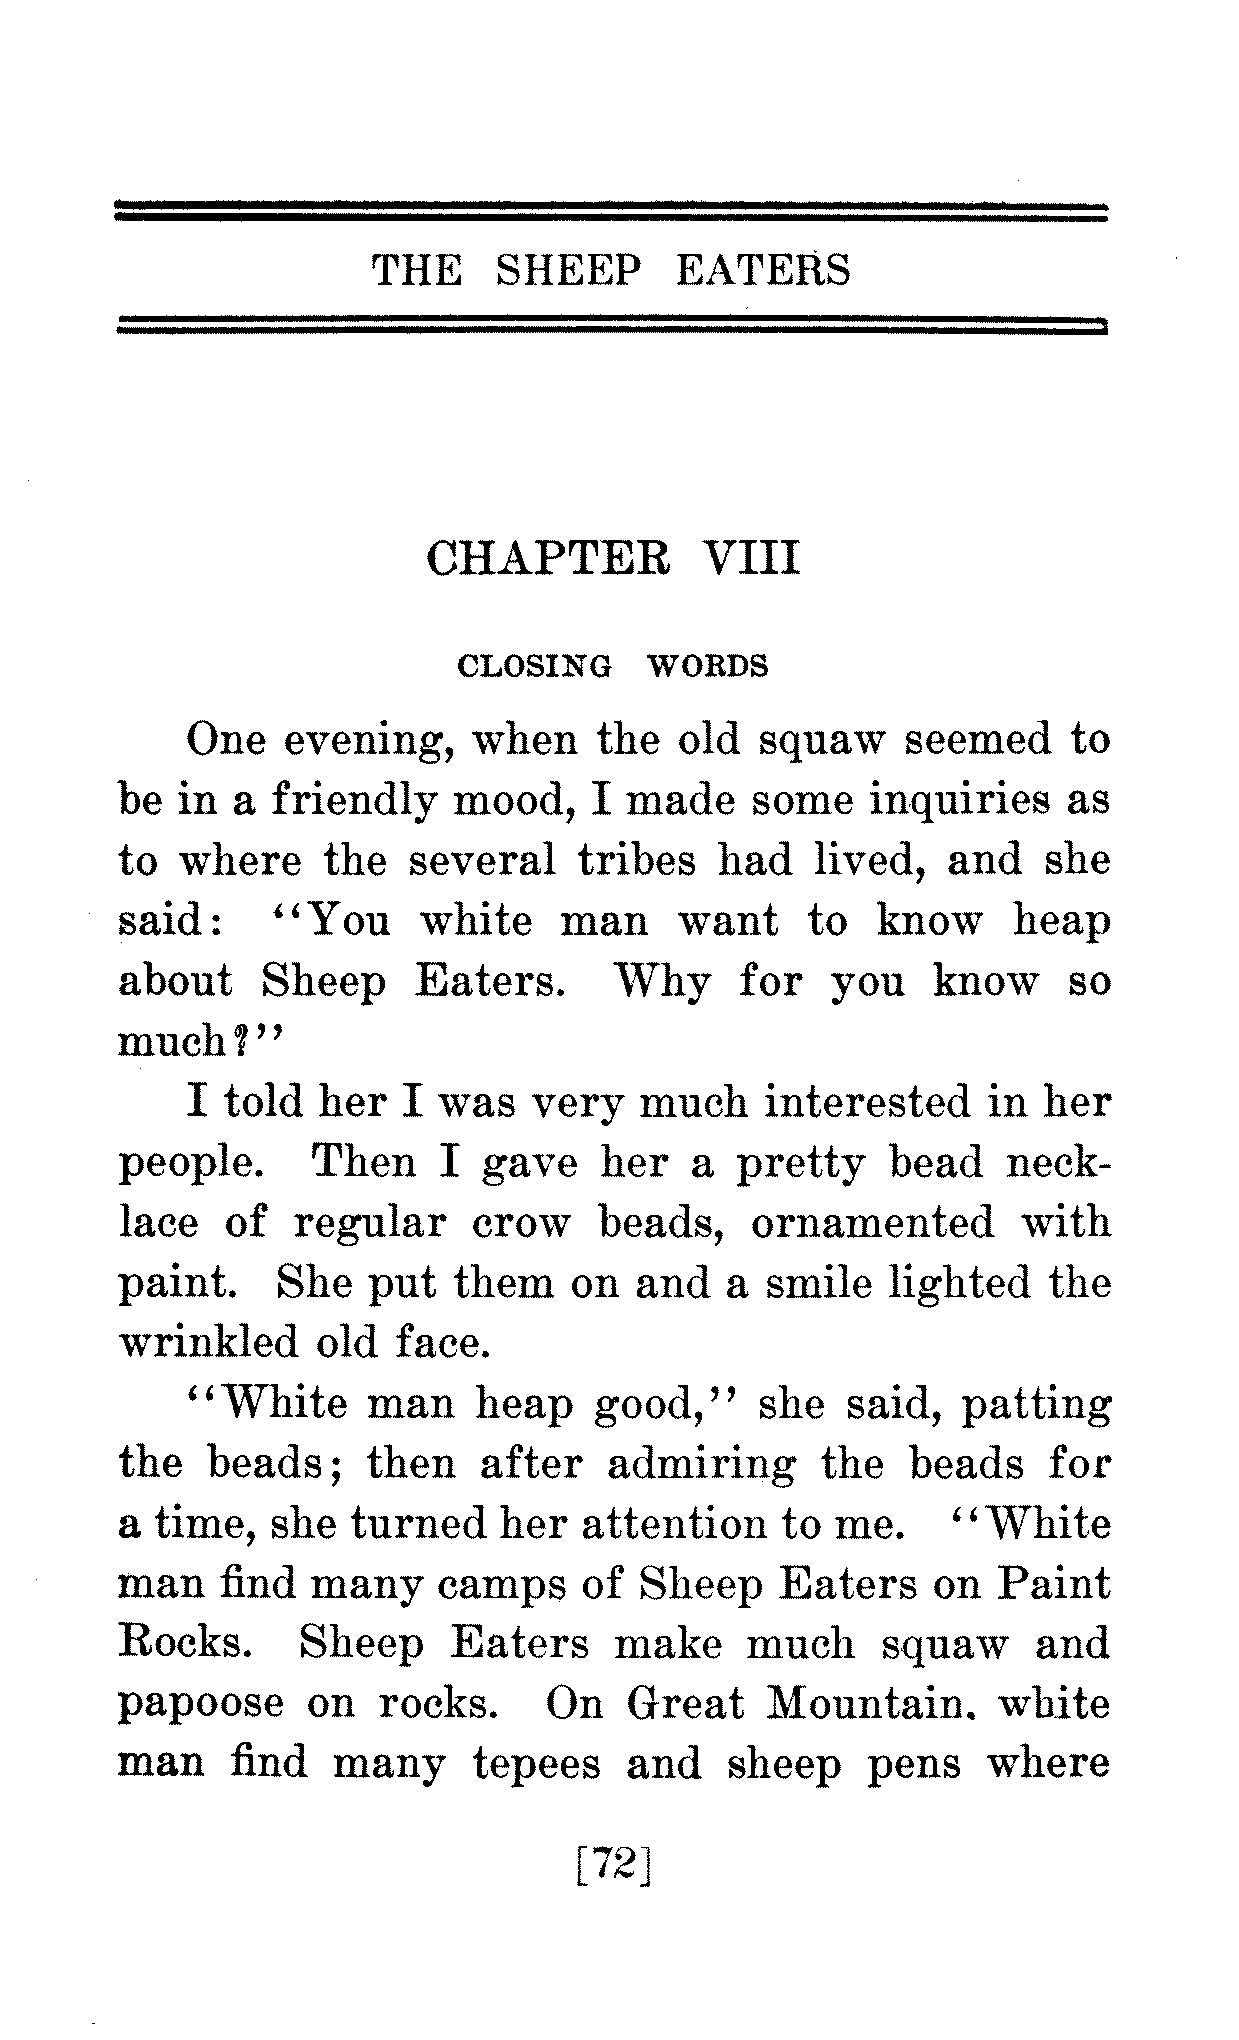 THE SHEEP EATERS
CHAPTER VIII
CLOSING WORDS
One evening, when the old squaw seemed to
be in a friendly mood, I made some inquiries as
to where the several tribes had lived, and she
said: "You white man want to know heap
about Sheep Eaters. Why for you know so
much?"
I told her I was very much interested in her
people. Then I gave her a pretty bead neck-
lace of regular crow beads, ornamented with
paint. She put them on and a smile lighted the
wrinkled old face.
"White man heap good," she said, patting
the beads; then after admiring the beads for
a time, she turned her attention to me. "White
man find many camps of Sheep Eaters on Paint
Rocks. Sheep Eaters make much squaw and
papoose on rocks. On Great Mountain. white
man find many tepees and sheep pens where
[72]